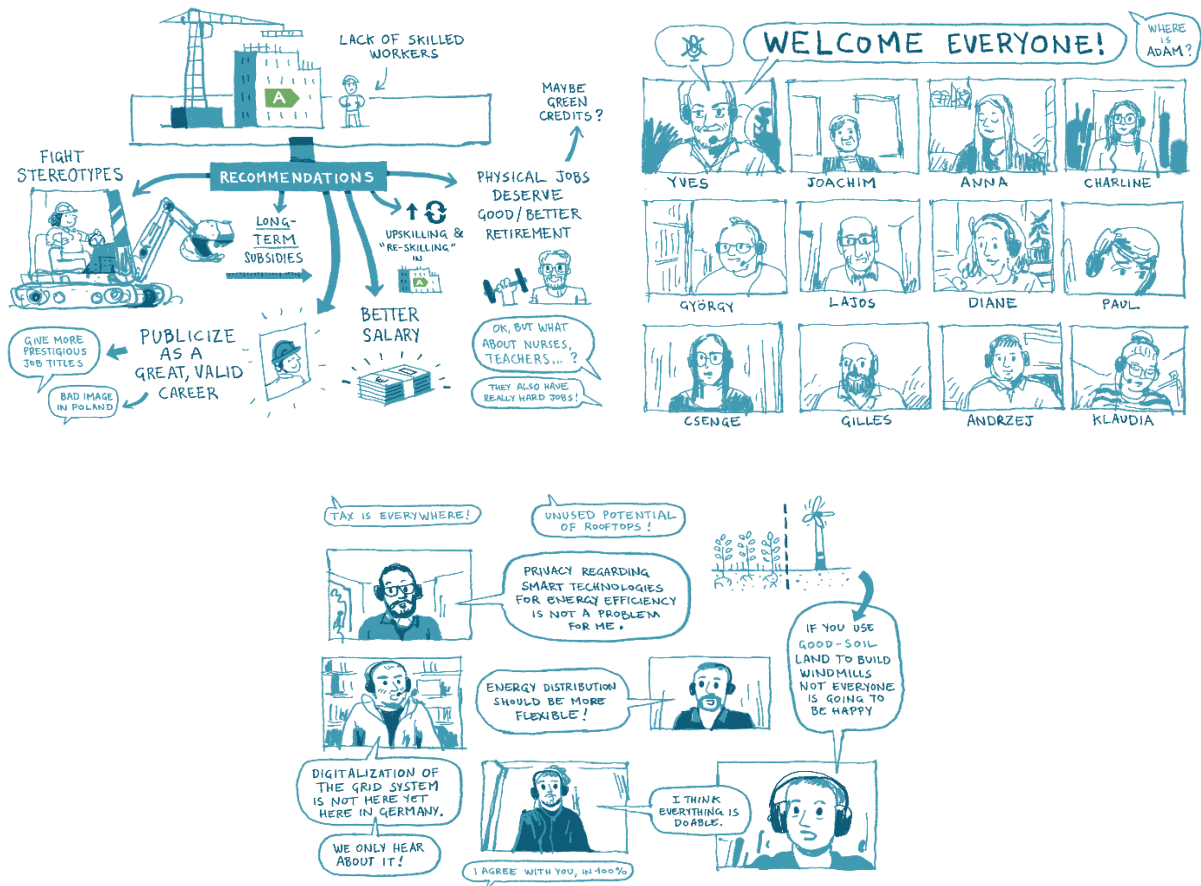 LACK OF SKILLED
WORKERS
A
MAYBE
GREEN
CREDITS?
FIGHT
STEREOTYPES
RECOMMENDATIONS
LONG-
TERM
SUBSIDIES
UPSKILLING &
"RE-SKILLING"
IN
A
PHYSICAL JOBS
DESERVE
GOOD/BETTER
RETIREMENT
BETTER
SALARY
PUBLICIZE
AS A
GREAT, VALID
CAREER
GIVE MORE
PRESTIGIOUS
JOB TITLES
BAD IMAGE
IN POLAND
OK, BUT WHAT
ABOUT NURSES,
TEACHERS...?
THEY ALSO HAVE
REALLY HARD JOBS!
WELCOME EVERYONE!
WHERE
IS
ADAM?
YVES
JOACHIM
ANNA
CHARLINE
GYÖRGY
LAJOS
DIANE
PAUL
CSENGE
GILLES
ANDRZEJ
KLAUDIA
TAX IS EVERYWHERE!
UNUSED POTENTIAL
OF ROOFTOPS!
PRIVACY REGARDING
SMART TECHNOLOGIES
FOR ENERGY EFFICIENCY
IS NOT A PROBLEM
FOR ME.
IF YOU USE
GOOD-SOIL
LAND TO BUILD
WINDMILLS
NOT EVERYONE
IS GOING TO
BE HAPPY
ENERGY DISTRIBUTION
SHOULD BE MORE
FLEXIBLE!
DIGITALIZATION OF
THE GRID SYSTEM
IS NOT HERE YET
HERE IN GERMANY.
WE ONLY HEAR
ABOUT IT!
I THINK
EVERYTHING IS
DOABLE.
I AGREE WITH YOU, IN 100%